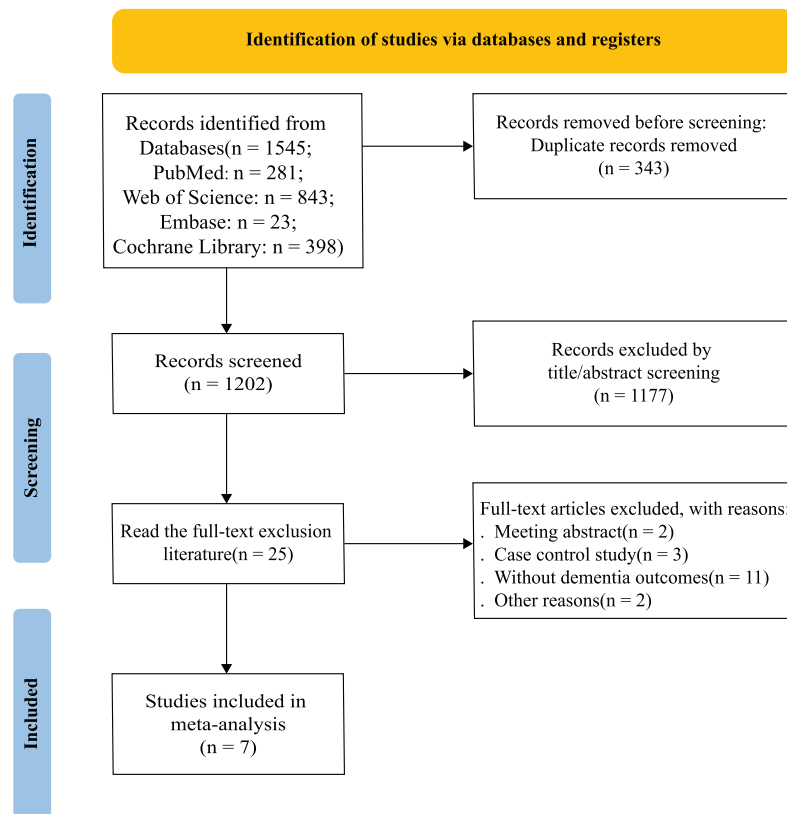 Identification of studies via databases and registers
Identification
Records identified from
Databases(n = 1545;
PubMed: n = 281;
Web of Science: n = 843;
Embase: n = 23;
Cochrane Library: n = 398)
Records removed before screening:
Duplicate records removed
(n = 343)
Screening
Records screened
(n = 1202)
Records excluded by
title/abstract screening
(n = 1177)
Read the full-text exclusion
literature(n = 25)
Full-text articles excluded, with reasons:
. Meeting abstract(n = 2)
. Case control study(n = 3)
. Without dementia outcomes(n = 11)
. Other reasons(n = 2)
Included
Studies included in
meta-analysis
(n = 7)